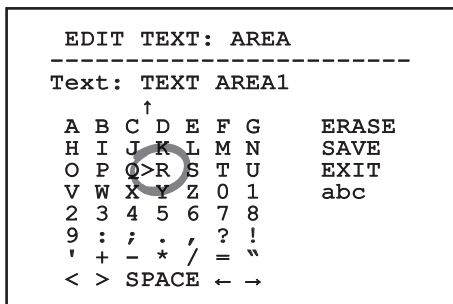 EDIT TEXT: AREA
------------------------
Text: TEXT AREA1
↑
A B C D E F G ERASE
H I J K L M N SAVE
O P Q>R S T U EXIT
V W X Y Z 0 1 abc
2 3 4 5 6 7 8
9 : ; . , ? !
' + - * / = "
< > SPACE ← →